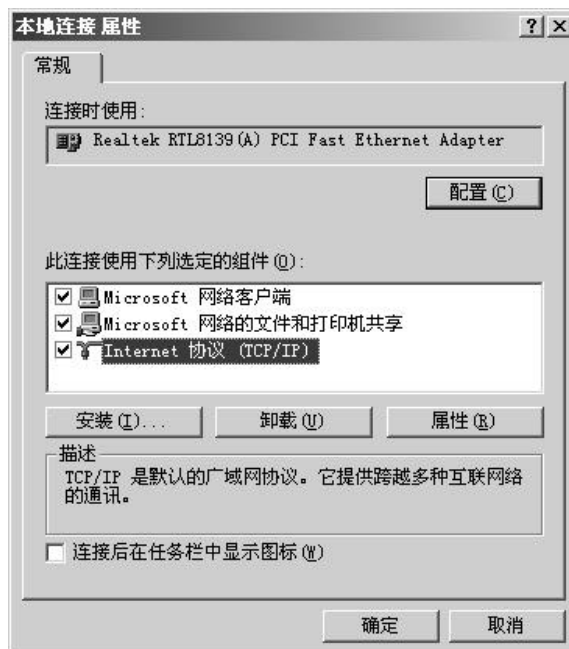 本地连接 属性
常规
连接时使用:
Realtek RTL8139(A) PCI Fast Ethernet Adapter
配置(C)
此连接使用下列选定的组件(O):
Microsoft 网络客户端
Microsoft 网络的文件和打印机共享
Internet 协议 (TCP/IP)
安装(I)... 卸载(U) 属性(R)
描述
TCP/IP 是默认的广域网协议。它提供跨越多种互联网络
的通讯。
连接后在任务栏中显示图标(W)
确定 取消